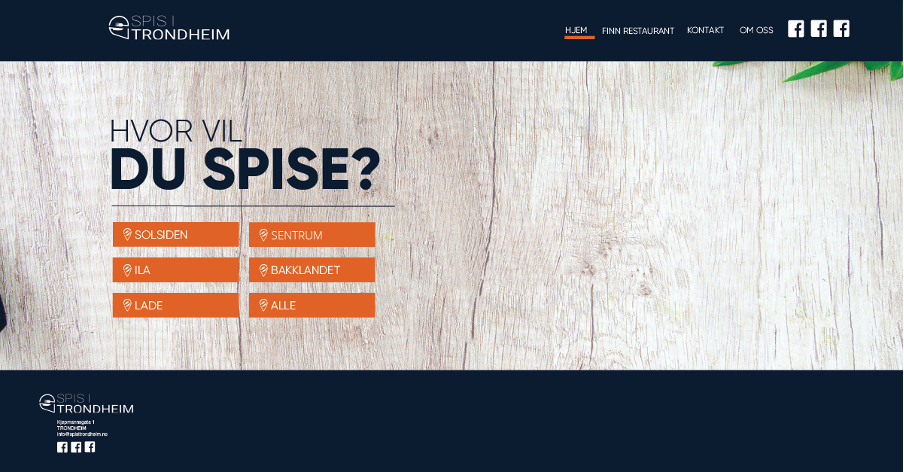 SPIS I
TRONDHEIM
HJEM FINN RESTAURANT KONTAKT OM OSS
HVOR VIL
DU SPISE?
SOLSIDEN SENTRUM
ILA BAKKLANDET
LADE ALLE
SPIS I
TRONDHEIM
Kjøpmannsgata 1
TRONDHEIM
info@spisitrondheim.no